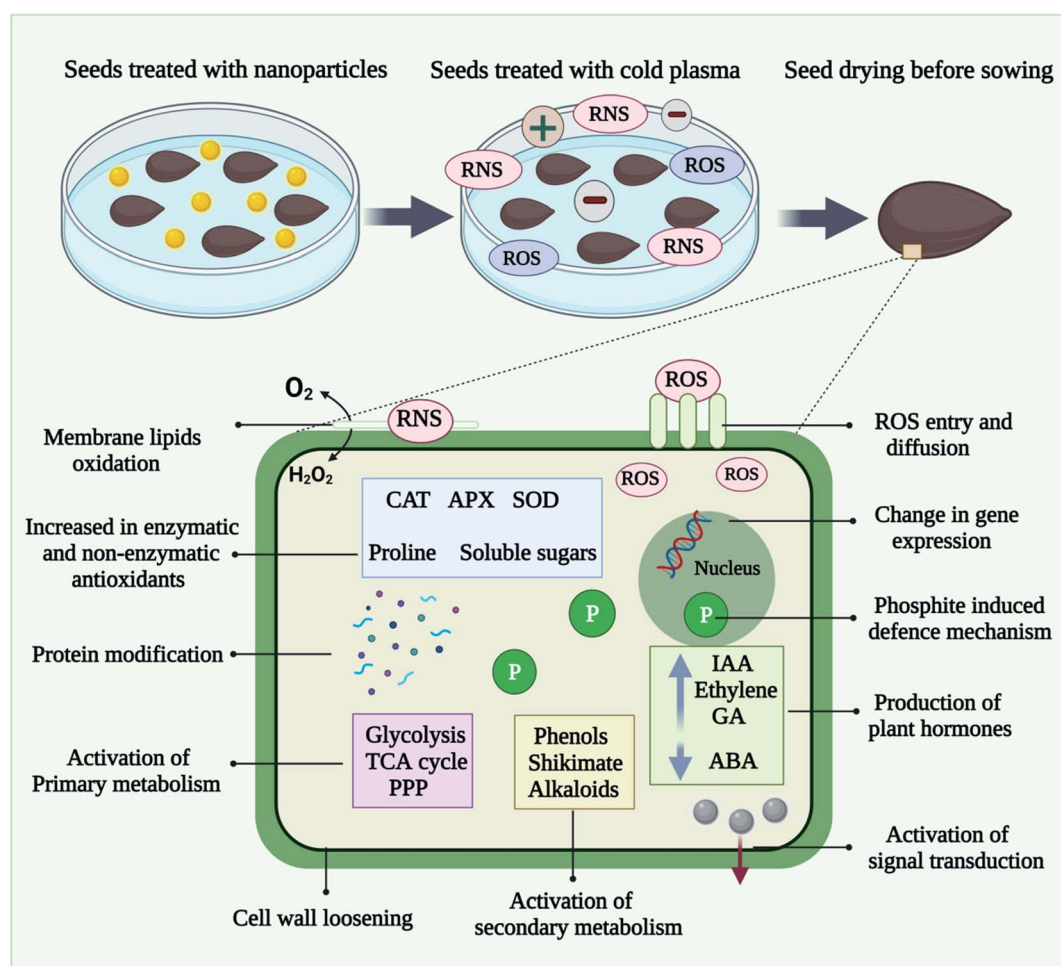 Seeds treated with nanoparticles
Seeds treated with cold plasma
Seed drying before sowing
RNS
RNS
ROS
ROS
RNS
O₂
H₂O₂
RNS
ROS
ROS
ROS
Membrane lipids
oxidation
ROS entry and
diffusion
CAT APX SOD
Proline Soluble sugars
Increased in enzymatic
and non-enzymatic
antioxidants
Nucleus
Change in gene
expression
P
P
P
Phosphite induced
defence mechanism
Protein modification
IAA
Ethylene
GA
ABA
Production of
plant hormones
Glycolysis
TCA cycle
PPP
Activation of
Primary metabolism
Phenols
Shikimate
Alkaloids
Activation of
signal transduction
Cell wall loosening
Activation of
secondary metabolism